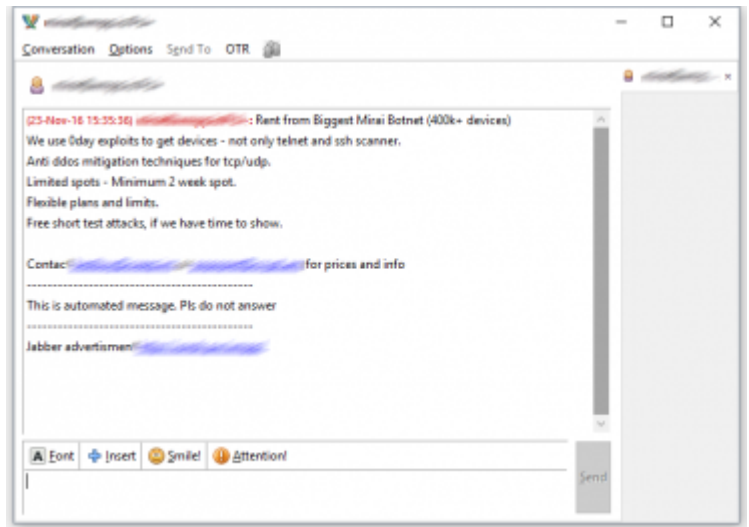 Conversation Options Send To OTR
(23-Nov-16 15:35:36) : Rent from Biggest Mirai Botnet (400k+ devices)
We use 0day exploits to get devices - not only telnet and ssh scanner.
Anti ddos mitigation techniques for tcp/udp.
Limited spots - Minimum 2 week spot.
Flexible plans and limits.
Free short test attacks, if we have time to show.
Contact for prices and info
--------------------------------------------
This is automated message. Pls do not answer
--------------------------------------------
Jabber advertisment
A Font Insert Smile! Attention!
Send